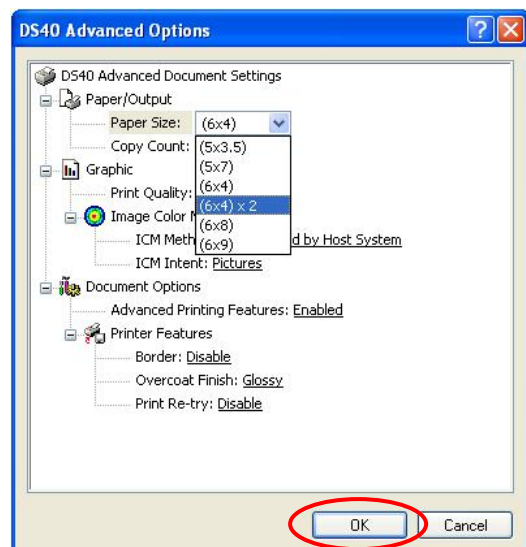 DS40 Advanced Options
DS40 Advanced Document Settings
Paper/Output
Paper Size: (6x4)
Copy Count:
(5x3.5)
(5x7)
(6x4)
(6x4) x 2
(6x8)
(6x9)
Graphic
Print Quality:
Image Color
ICM Meth d by Host System
ICM Intent: Pictures
Document Options
Advanced Printing Features: Enabled
Printer Features
Border: Disable
Overcoat Finish: Glossy
Print Re-try: Disable
OK Cancel